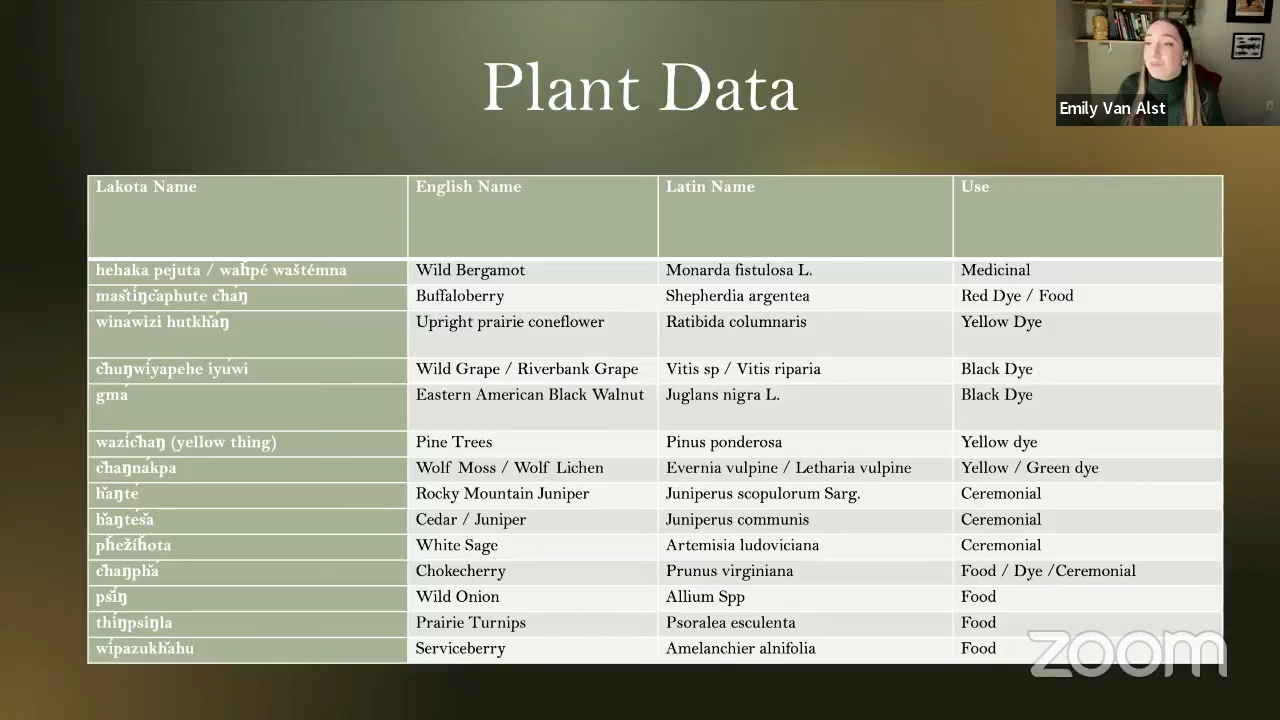 Plant Data
Emily Van Alst
Lakota Name English Name Latin Name Use
hehaka pejuta / waȟpé waštémna Wild Bergamot Monarda fistulosa L. Medicinal
maštíŋčaphute čháŋ Buffaloberry Shepherdia argentea Red Dye / Food
wináwizi hutkȟáŋ Upright prairie coneflower Ratibida columnaris Yellow Dye
čhuŋwíyapehe iyúwi Wild Grape / Riverbank Grape Vitis sp / Vitis riparia Black Dye
gmá Eastern American Black Walnut Juglans nigra L. Black Dye
wazíčhaŋ (yellow thing) Pine Trees Pinus ponderosa Yellow dye
čhaŋnákpa Wolf Moss / Wolf Lichen Evernia vulpine / Letharia vulpine Yellow / Green dye
ȟaŋté Rocky Mountain Juniper Juniperus scopulorum Sarg. Ceremonial
ȟaŋtéša Cedar / Juniper Juniperus communis Ceremonial
pȟežíȟota White Sage Artemisia ludoviciana Ceremonial
čhaŋpȟá Chokecherry Prunus virginiana Food / Dye /Ceremonial
pšíŋ Wild Onion Allium Spp Food
thíŋpsiŋla Prairie Turnips Psoralea esculenta Food
wípazukȟahu Serviceberry Amelanchier alnifolia Food
zoom